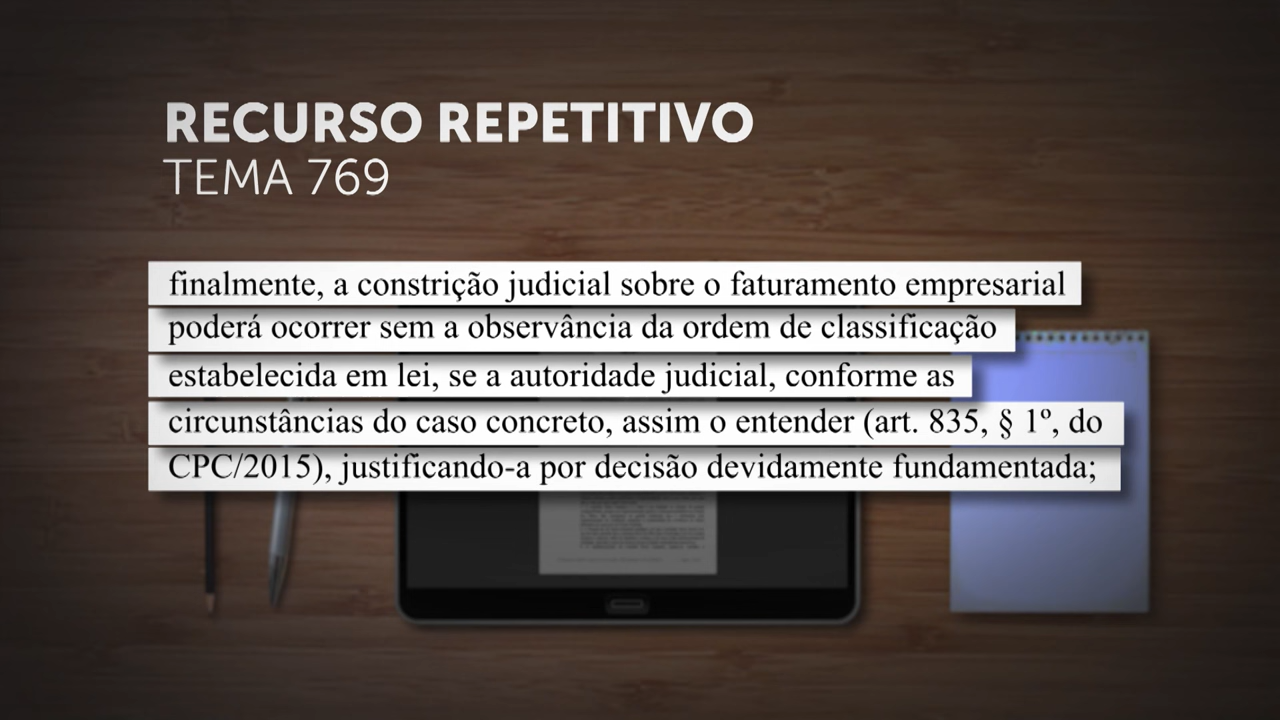 RECURSO REPETITIVO
TEMA 769
finalmente, a constrição judicial sobre o faturamento empresarial
poderá ocorrer sem a observância da ordem de classificação
estabelecida em lei, se a autoridade judicial, conforme as
circunstâncias do caso concreto, assim o entender (art. 835, § 1º, do
CPC/2015), justificando-a por decisão devidamente fundamentada;